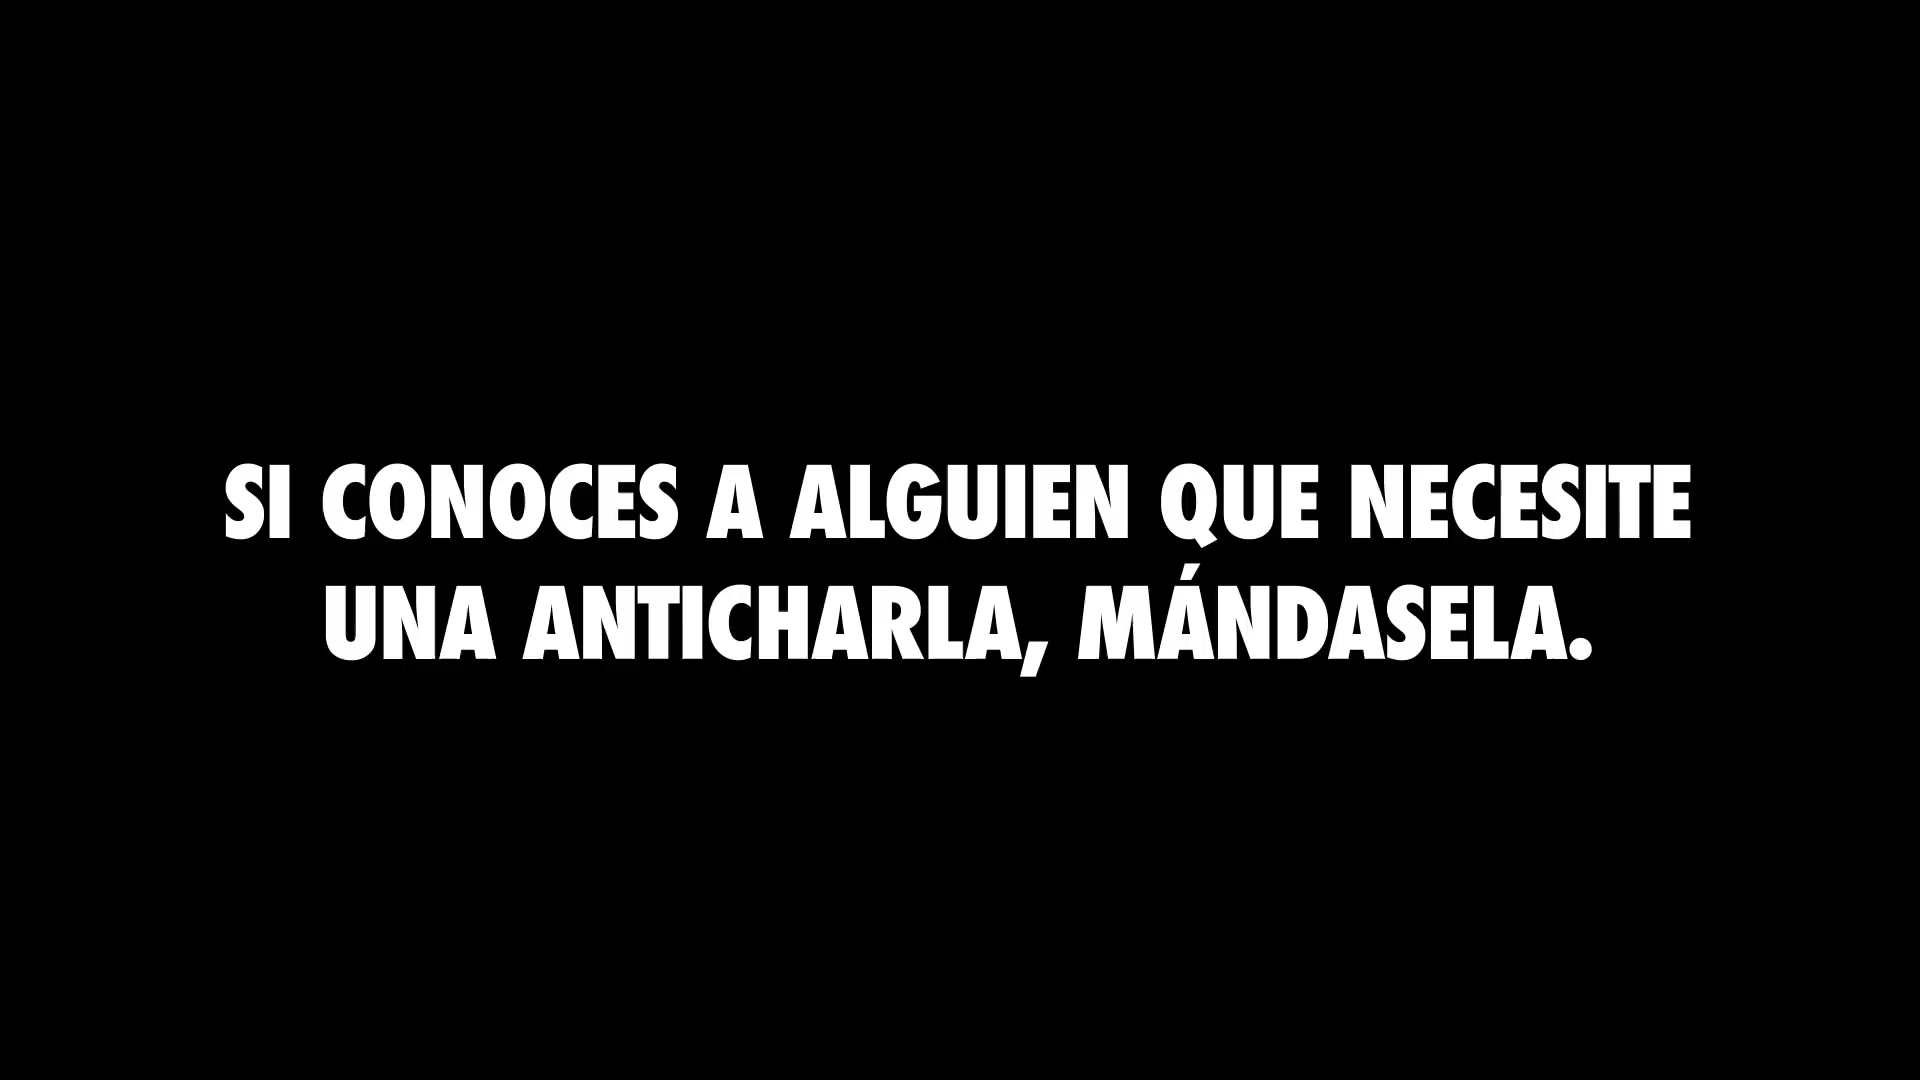 SI CONOCES A ALGUIEN QUE NECESITE
UNA ANTICHARLA, MÁNDASELA.